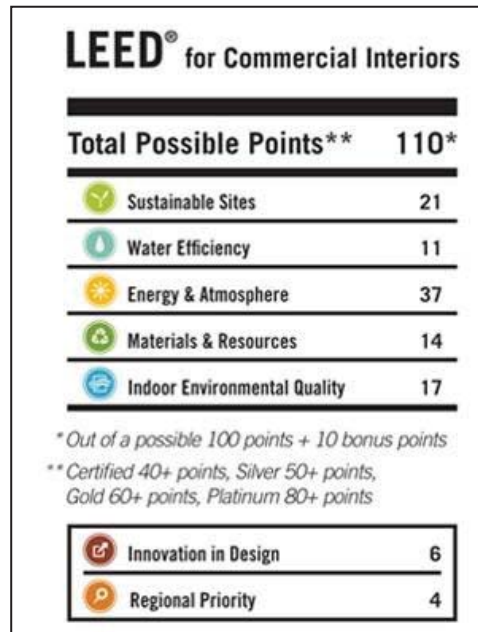 LEED® for Commercial Interiors
Total Possible Points** 110*
Sustainable Sites 21
Water Efficiency 11
Energy & Atmosphere 37
Materials & Resources 14
Indoor Environmental Quality 17
* Out of a possible 100 points + 10 bonus points
** Certified 40+ points, Silver 50+ points,
Gold 60+ points, Platinum 80+ points
Innovation in Design 6
Regional Priority 4